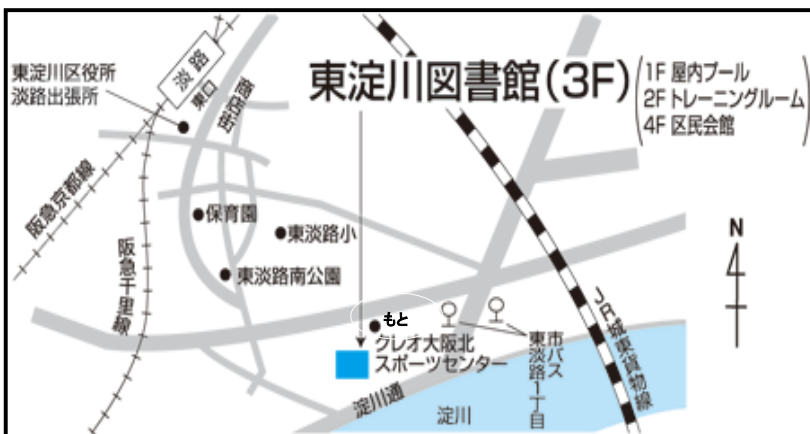 東淀川図書館(3F)
1F 屋内プール
2F トレーニングルーム
4F 区民会館
東淀川区役所
淡路出張所
淡路
東口
商店街
阪急京都線
阪急千里線
保育園
東淡路小
東淡路南公園
もと
クレオ大阪北
スポーツセンター
市バス
東淡路1丁目
淀川通
淀川
JR城東貨物線
N